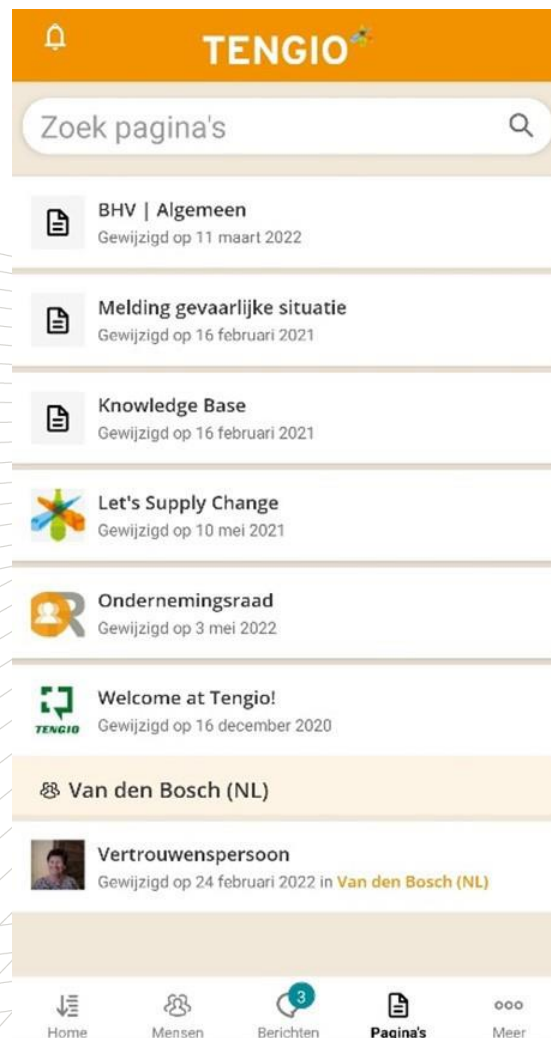 TENGIO
Zoek pagina's
BHV | Algemeen
Gewijzigd op 11 maart 2022
Melding gevaarlijke situatie
Gewijzigd op 16 februari 2021
Knowledge Base
Gewijzigd op 16 februari 2021
Let's Supply Change
Gewijzigd op 10 mei 2021
Ondernemingsraad
Gewijzigd op 3 mei 2022
Welcome at Tengio!
TENGIO
Gewijzigd op 16 december 2020
Van den Bosch (NL)
Vertrouwenspersoon
Gewijzigd op 24 februari 2022 in Van den Bosch (NL)
3
Home Mensen Berichten Pagina's Meer